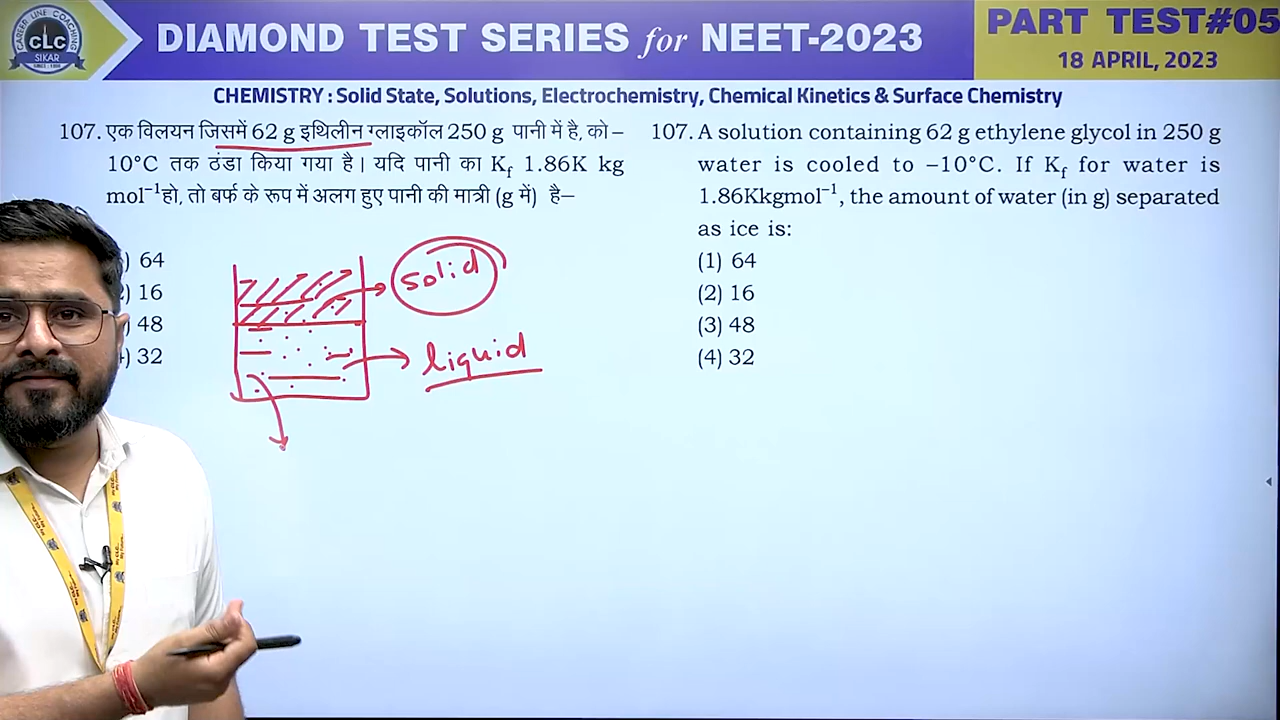 CAREER LINE COACHING
CLC
SIKAR
DIAMOND TEST SERIES for NEET-2023
PART TEST#05
18 APRIL, 2023
CHEMISTRY : Solid State, Solutions, Electrochemistry, Chemical Kinetics & Surface Chemistry
107. एक विलयन जिसमें 62 g इथिलीन ग्लाइकॉल 250 g पानी में है, को –
10°C तक ठंडा किया गया है। यदि पानी का Kf 1.86K kg
mol⁻¹हो, तो बर्फ के रूप में अलग हुए पानी की मात्री (g में) है–
) 64
) 16
) 48
) 32
solid
liquid
107. A solution containing 62 g ethylene glycol in 250 g
water is cooled to –10°C. If Kf for water is
1.86Kkgmol⁻¹, the amount of water (in g) separated
as ice is:
(1) 64
(2) 16
(3) 48
(4) 32